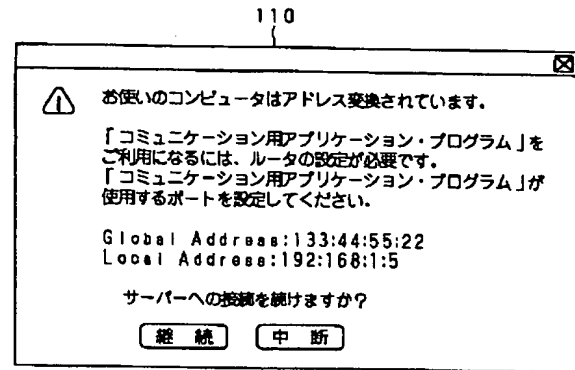 110
お使いのコンピュータはアドレス変換されています。
「コミュニケーション用アプリケーション・プログラム」を
ご利用になるには、ルータの設定が必要です。
「コミュニケーション用アプリケーション・プログラム」が
使用するポートを設定してください。
Global Address:133:44:55:22
Local Address:192:168:1:5
サーバーへの接続を続けますか?
継 続 中 断